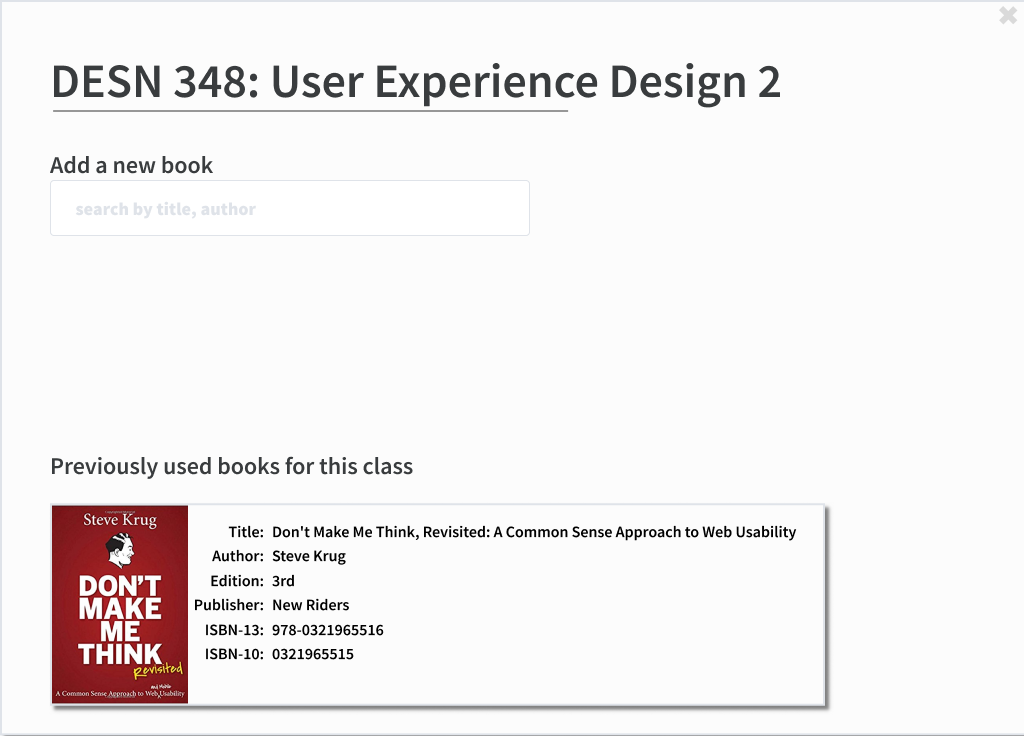 DESN 348: User Experience Design 2
Add a new book
search by title, author
Previously used books for this class
Steve Krug
DON'T
MAKE
ME
THINK
Revisited
and Mobile
A Common Sense Approach to Web Usability
Title: Don't Make Me Think, Revisited: A Common Sense Approach to Web Usability
Author: Steve Krug
Edition: 3rd
Publisher: New Riders
ISBN-13: 978-0321965516
ISBN-10: 0321965515